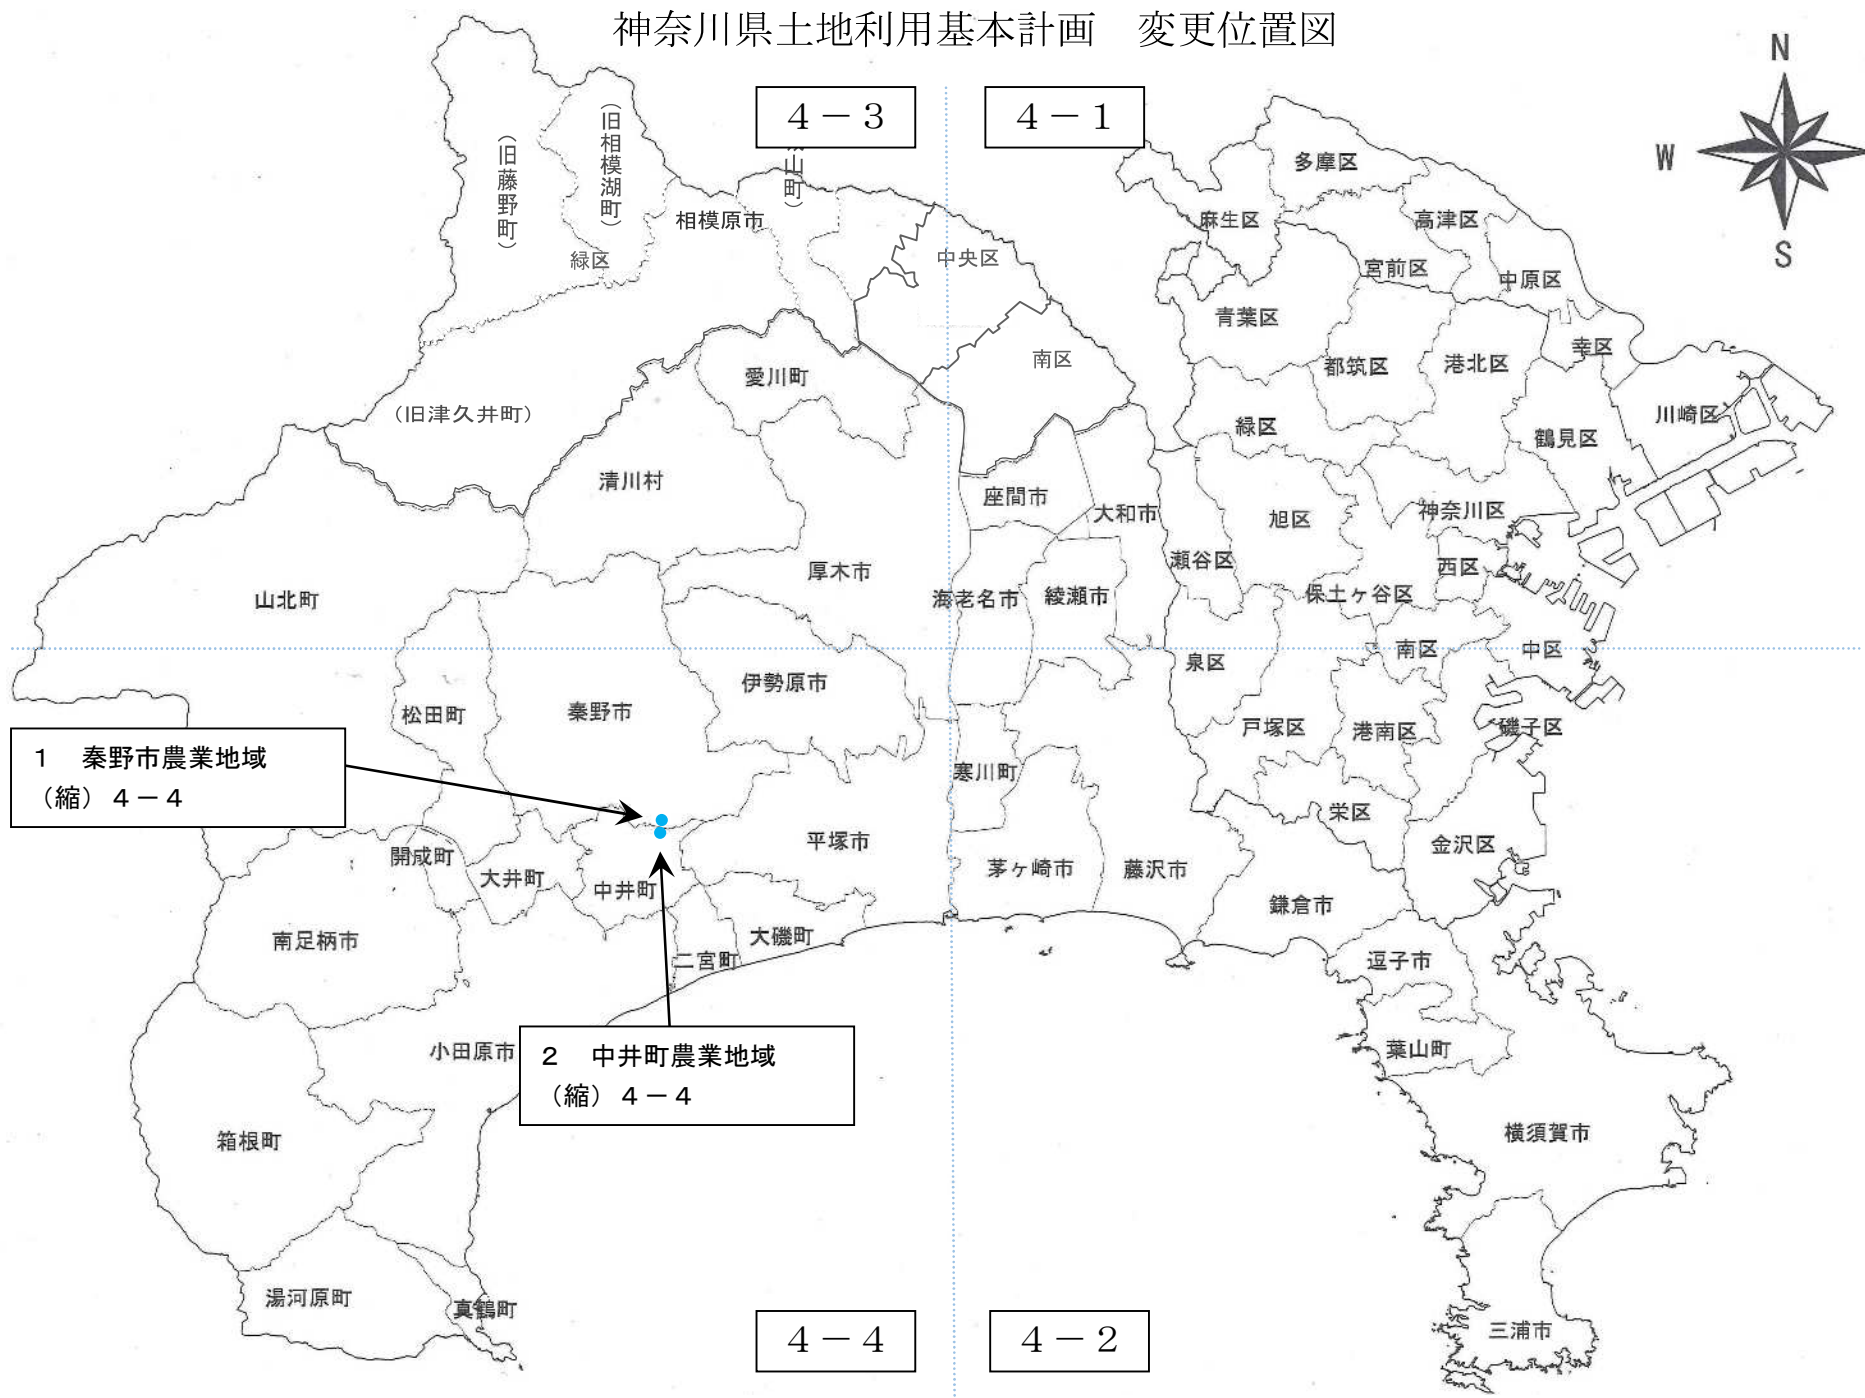 神奈川県土地利用基本計画　変更位置図
N
W
S
４－３
４－１
（旧藤野町）
（旧相模湖町）
緑区
相模原市
中央区
南区
（旧津久井町）
愛川町
清川村
厚木市
山北町
座間市
大和市
海老名市
綾瀬市
多摩区
麻生区
高津区
宮前区
中原区
青葉区
都筑区
港北区
幸区
川崎区
鶴見区
緑区
神奈川区
旭区
瀬谷区
西区
保土ヶ谷区
泉区
南区
中区
戸塚区
港南区
磯子区
栄区
金沢区
松田町
秦野市
伊勢原市
寒川町
１　秦野市農業地域
（縮）４－４
開成町
大井町
中井町
平塚市
茅ヶ崎市
藤沢市
鎌倉市
南足柄市
二宮町
大磯町
逗子市
葉山町
小田原市
２　中井町農業地域
（縮）４－４
箱根町
横須賀市
湯河原町
真鶴町
三浦市
４－４
４－２